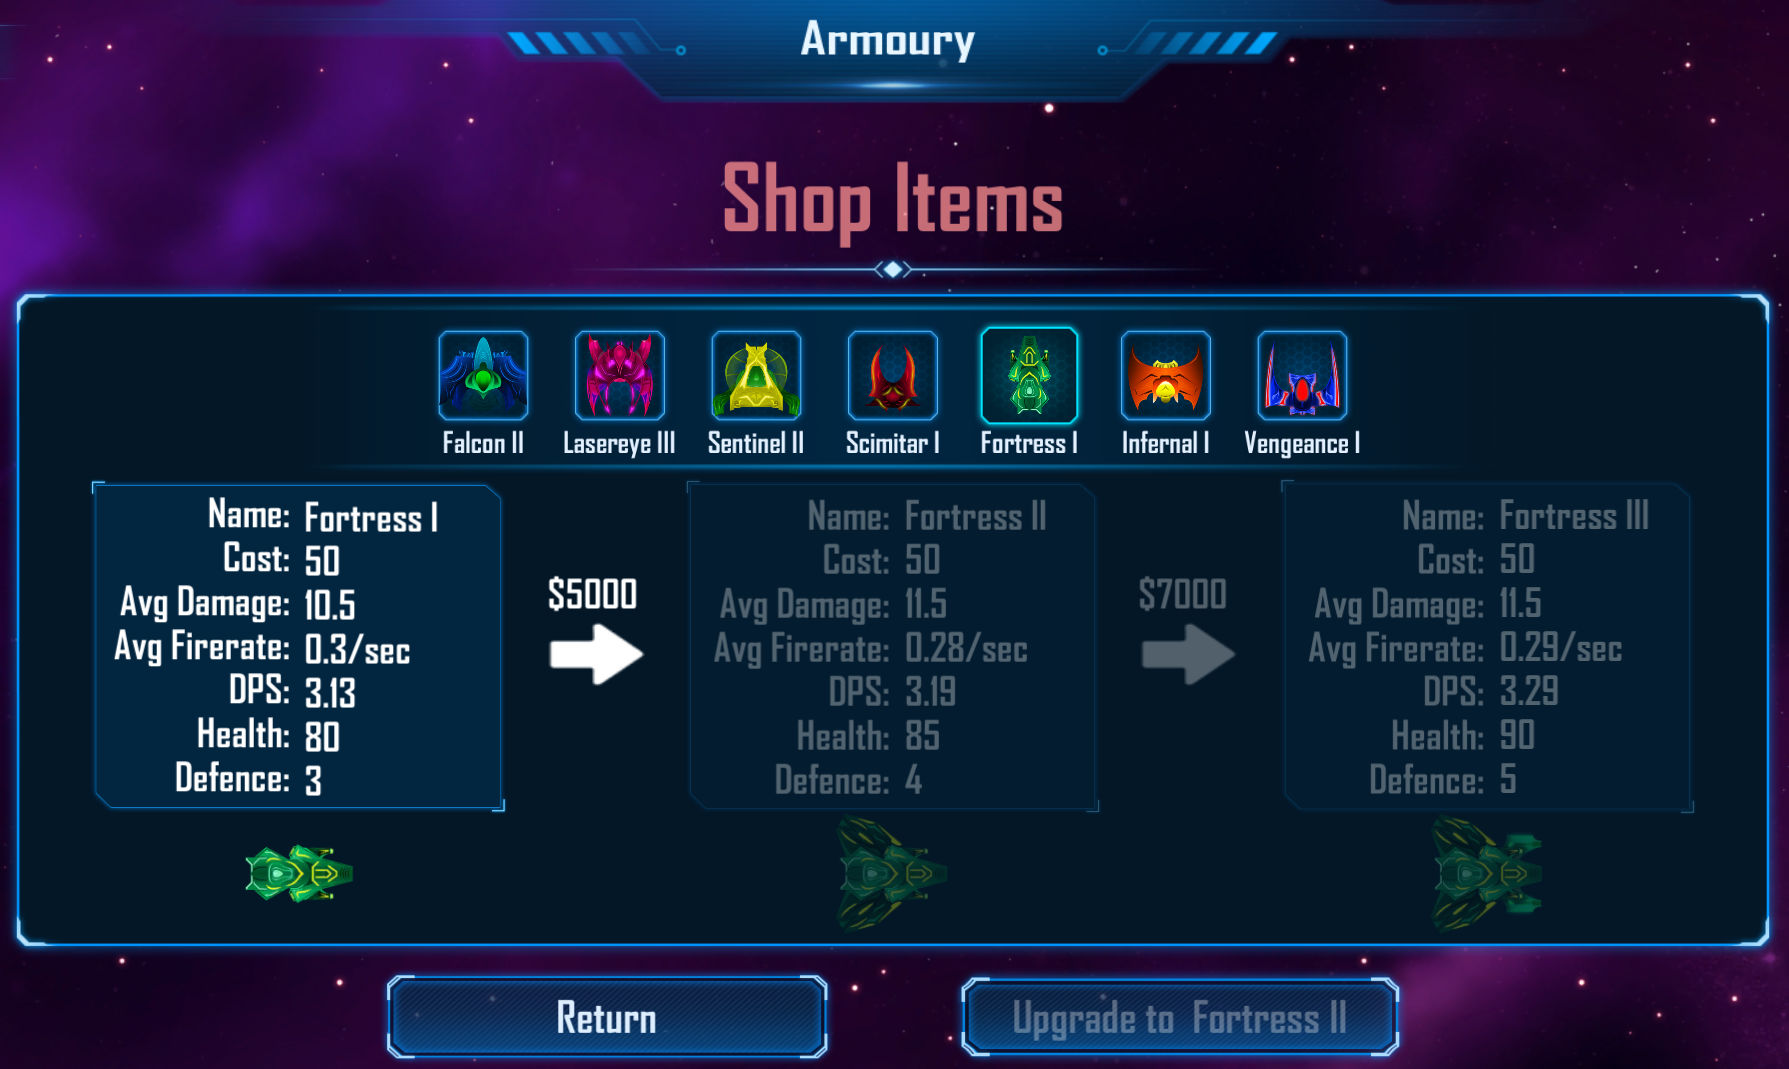 Armoury
Shop Items
Falcon II
Lasereye III
Sentinel II
Scimitar I
Fortress I
Infernal I
Vengeance I
Name: Fortress I
Cost: 50
Avg Damage: 10.5
Avg Firerate: 0.3/sec
DPS: 3.13
Health: 80
Defence: 3
$5000
Name: Fortress II
Cost: 50
Avg Damage: 11.5
Avg Firerate: 0.28/sec
DPS: 3.19
Health: 85
Defence: 4
$7000
Name: Fortress III
Cost: 50
Avg Damage: 11.5
Avg Firerate: 0.29/sec
DPS: 3.29
Health: 90
Defence: 5
Return
Upgrade to Fortress II